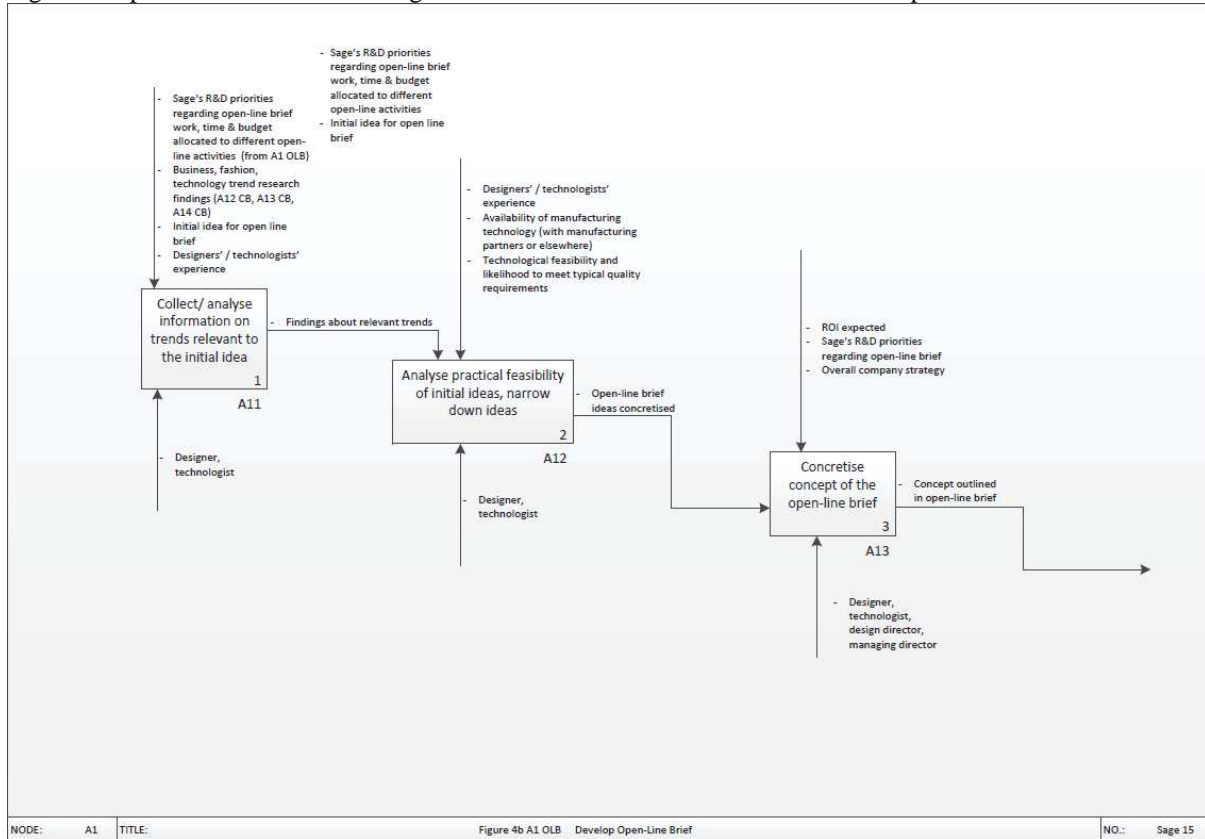 - Sage's R&D priorities
regarding open-line brief
work, time & budget
allocated to different open-
line activities (from A1 OLB)
- Business, fashion,
technology trend research
findings (A12 CB, A13 CB,
A14 CB)
- Initial idea for open line
brief
- Designers' / technologists'
experience
- Sage's R&D priorities
regarding open-line brief
work, time & budget
allocated to different
open-line activities
- Initial idea for open line
brief
- Designers' / technologists'
experience
- Availability of manufacturing
technology (with manufacturing
partners or elsewhere)
- Technological feasibility and
likelihood to meet typical quality
requirements
- ROI expected
- Sage's R&D priorities
regarding open-line brief
- Overall company strategy
Collect/ analyse
information on
trends relevant to
the initial idea
1
A11
- Findings about relevant trends
- Designer,
technologist
Analyse practical feasibility
of initial ideas, narrow
down ideas
2
A12
- Open-line brief
ideas concretised
- Designer,
technologist
Concretise
concept of the
open-line brief
3
A13
- Concept outlined
in open-line brief
- Designer,
technologist,
design director,
managing director
NODE: A1 TITLE: Figure 4b A1 OLB Develop Open-Line Brief NO.: Sage 15